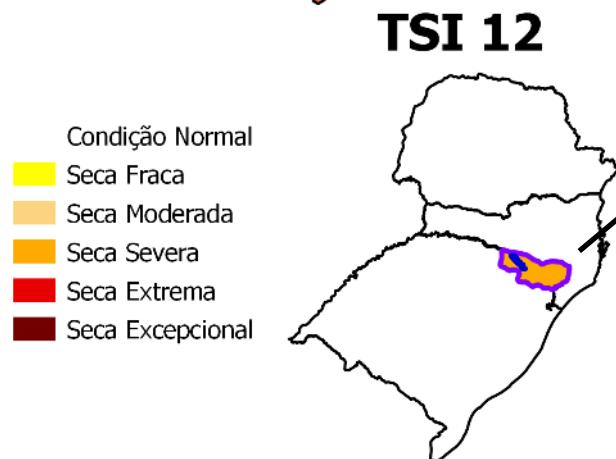 TSI 12
Condição Normal
Seca Fraca
Seca Moderada
Seca Severa
Seca Extrema
Seca Excepcional